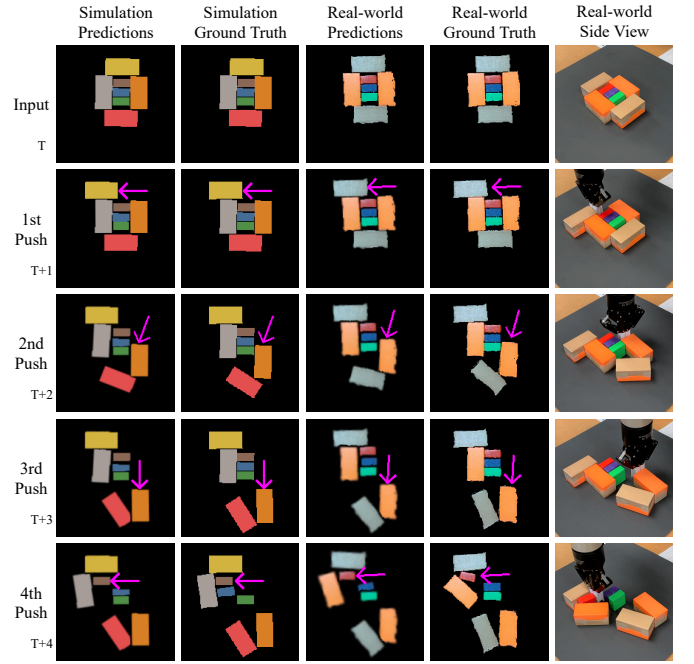 Simulation
Predictions
Simulation
Ground Truth
Real-world
Predictions
Real-world
Ground Truth
Real-world
Side View
Input
T
1st
Push
T+1
2nd
Push
T+2
3rd
Push
T+3
4th
Push
T+4